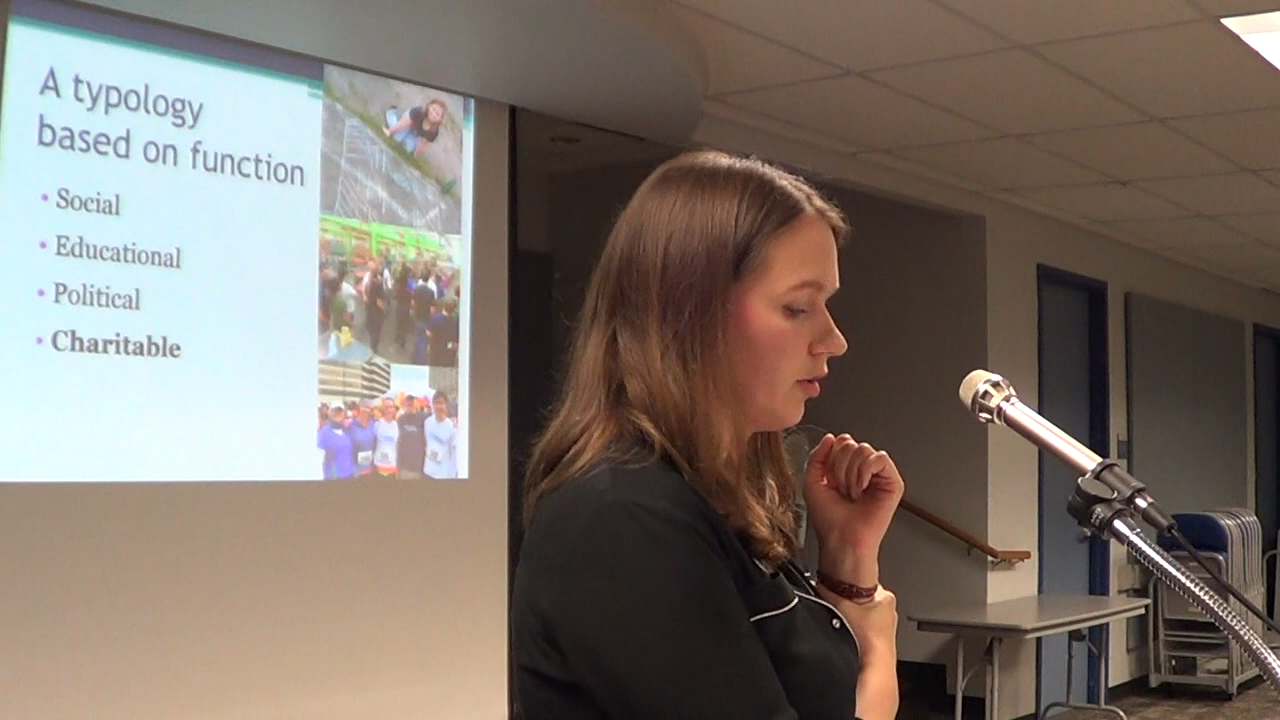 A typology
based on function
• Social
• Educational
• Political
• Charitable